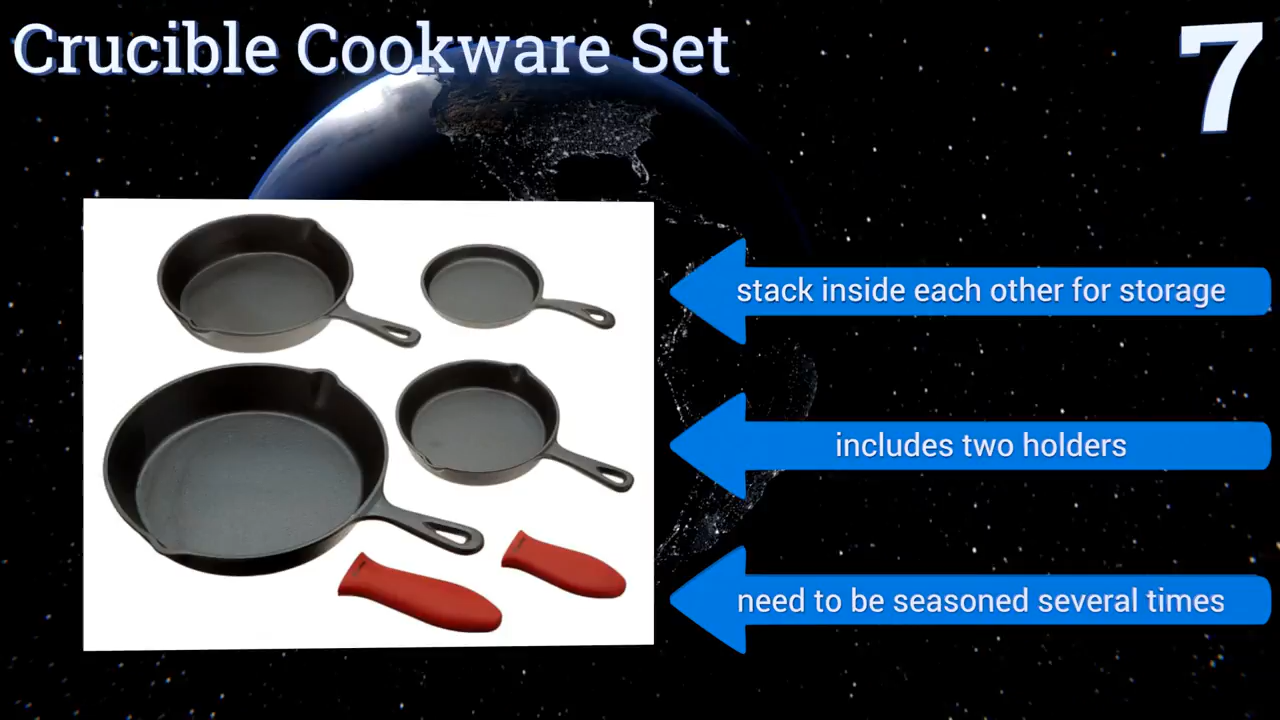 Crucible Cookware Set
7
stack inside each other for storage
includes two holders
need to be seasoned several times